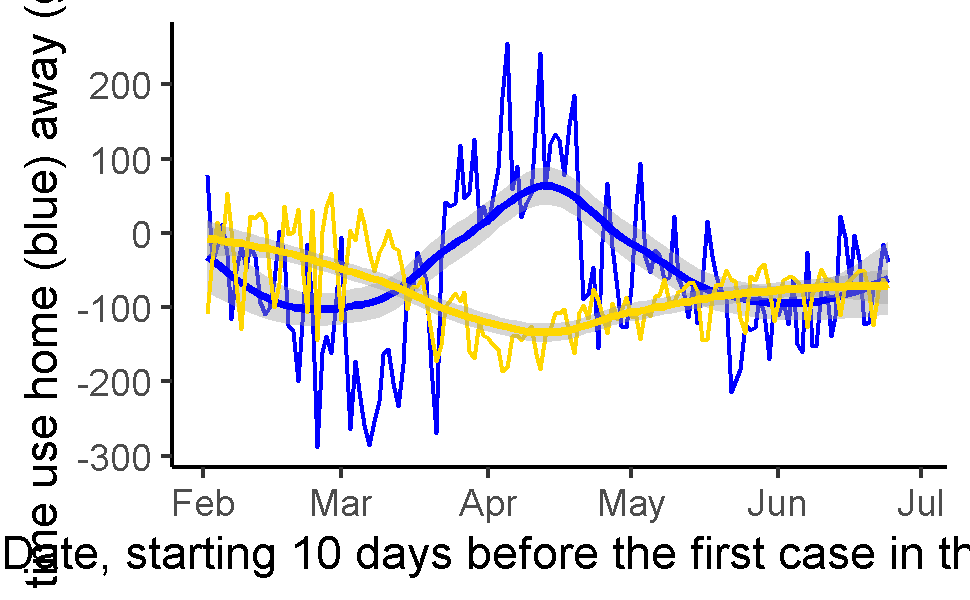 time use home (blue) away (
200
100
0
-100
-200
-300
Feb Mar Apr May Jun Jul
Date, starting 10 days before the first case in th